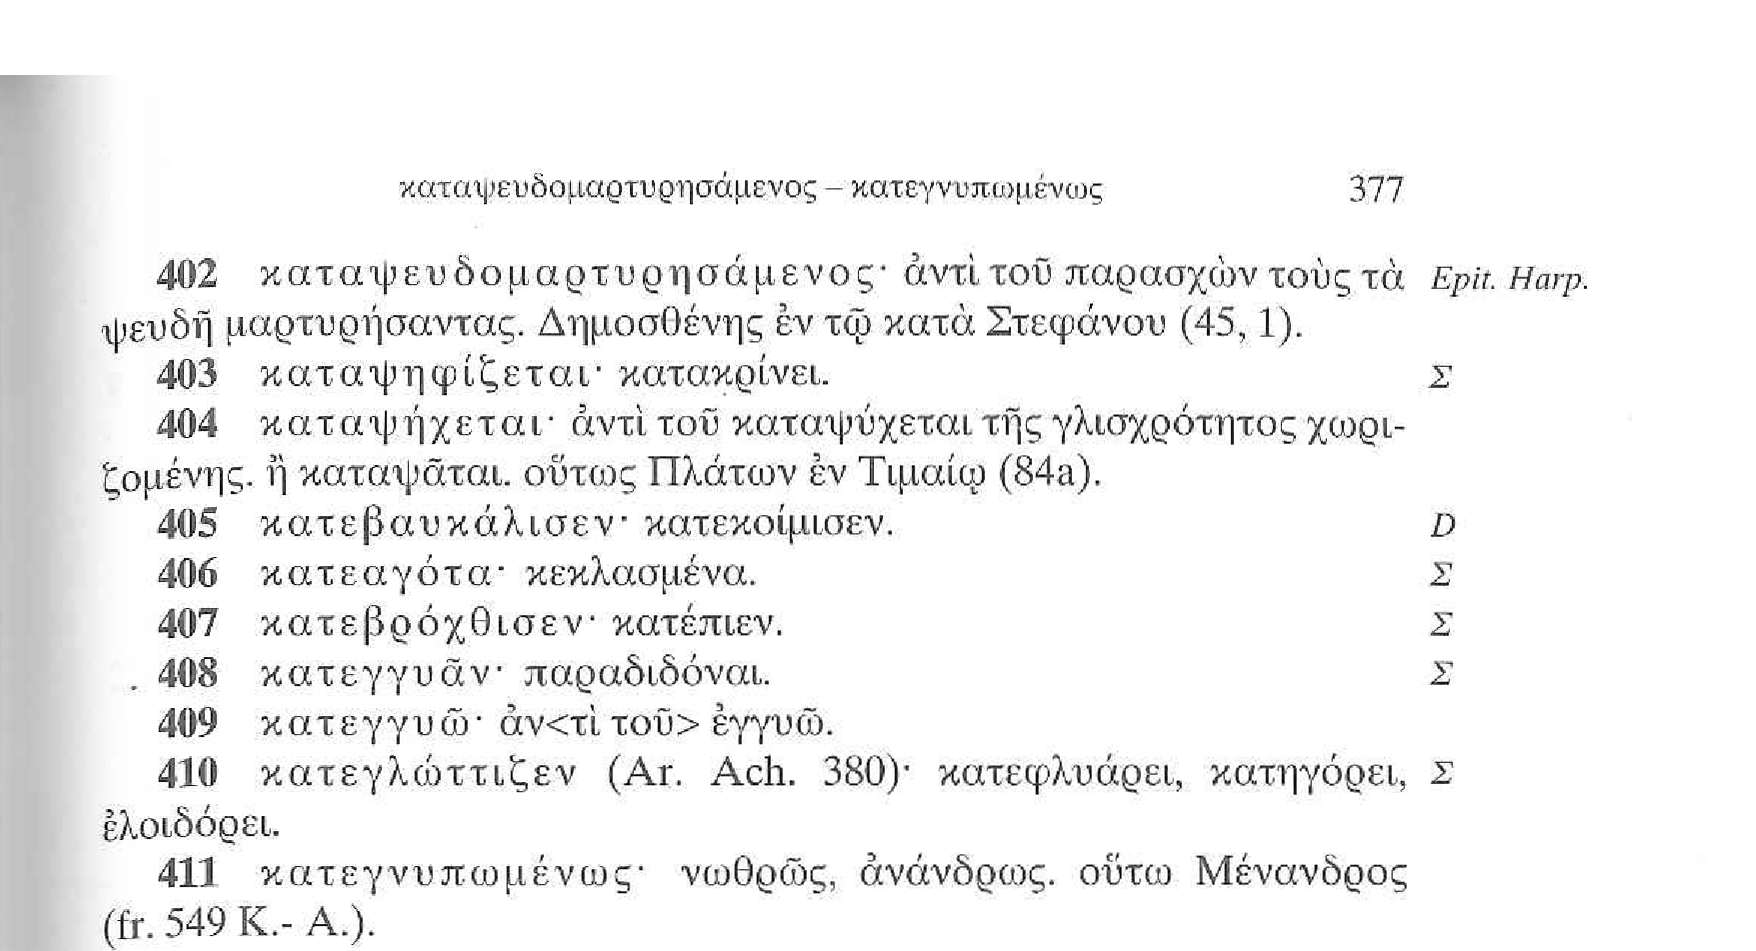 καταψευδομαρτυρησάμενος – κατεγνυπωμένως 377
402 καταψευδομαρτυρησάμενος· ἀντὶ τοῦ παρασχὼν τοὺς τὰ Epit. Harp.
ψευδῆ μαρτυρήσαντας. Δημοσθένης ἐν τῷ κατὰ Στεφάνου (45, 1).
403 καταψηφίζεται· κατακρίνει. Σ
404 καταψήχεται· ἀντὶ τοῦ καταψύχεται τῆς γλισχρότητος χωρι-
ζομένης. ἢ καταψᾶται. οὕτως Πλάτων ἐν Τιμαίῳ (84a).
405 κατεβαυκάλισεν· κατεκοίμισεν. D
406 κατεαγότα· κεκλασμένα. Σ
407 κατεβρόχθισεν· κατέπιεν. Σ
408 κατεγγυᾶν· παραδιδόναι. Σ
409 κατεγγυῶ· ἀν<τὶ τοῦ> ἐγγυῶ.
410 κατεγλώττιζεν (Ar. Ach. 380)· κατεφλυάρει, κατηγόρει, Σ
ἐλοιδόρει.
411 κατεγνυπωμένως· νωθρῶς, ἀνάνδρως. οὕτω Μένανδρος
(fr. 549 K.- A.).